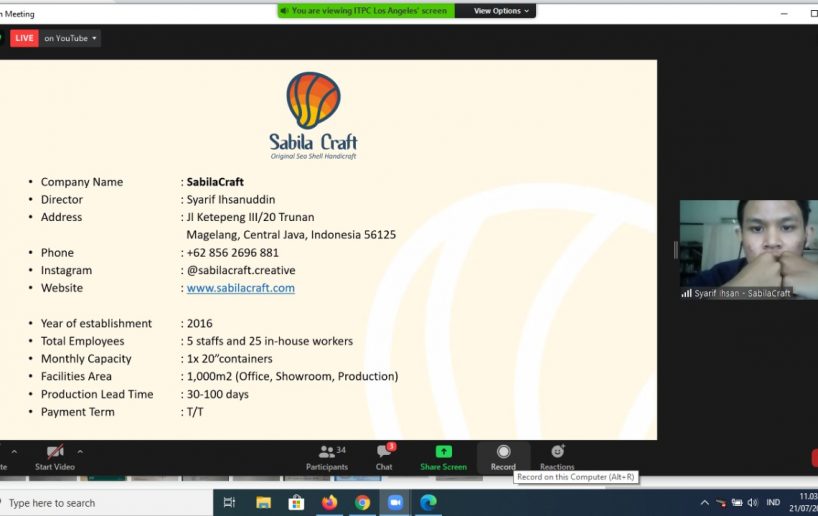 Meeting
You are viewing ITPC Los Angeles' screen
View Options
LIVE on YouTube
Sabila Craft
Original Sea Shell Handicraft
• Company Name : SabilaCraft
• Director : Syarif Ihsanuddin
• Address : Jl Ketepeng III/20 Trunan
Magelang, Central Java, Indonesia 56125
• Phone : +62 856 2696 881
• Instagram : @sabilacraft.creative
• Website : www.sabilacraft.com
• Year of establishment : 2016
• Total Employees : 5 staffs and 25 in-house workers
• Monthly Capacity : 1x 20”containers
• Facilities Area : 1,000m2 (Office, Showroom, Production)
• Production Lead Time : 30-100 days
• Payment Term : T/T
Syarif Ihsan - SabilaCraft
34
3
Start Video
Participants
Chat
Share Screen
Record
Reactions
Record on this Computer (Alt+R)
Type here to search
IND
11.03
21/07/20